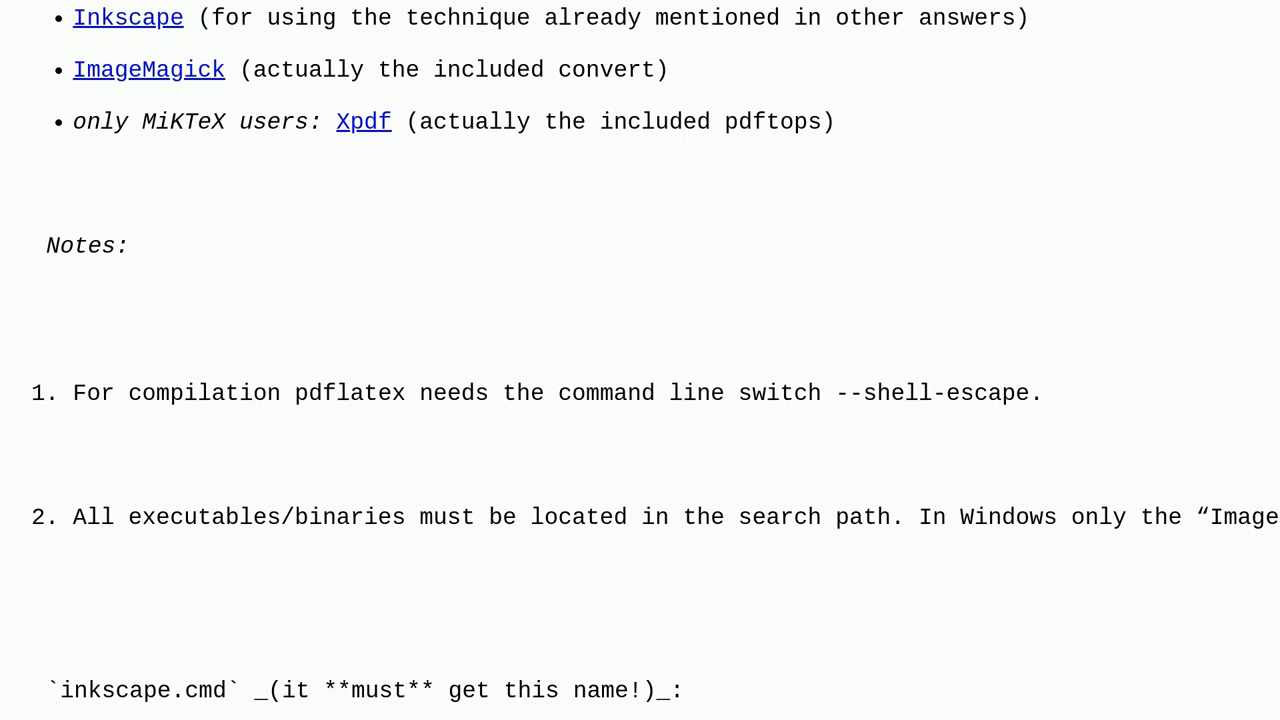 • Inkscape (for using the technique already mentioned in other answers)
• ImageMagick (actually the included convert)
• only MiKTeX users: Xpdf (actually the included pdftops)
Notes:
1. For compilation pdflatex needs the command line switch --shell-escape.
2. All executables/binaries must be located in the search path. In Windows only the “Image
`inkscape.cmd` _(it **must** get this name!)_: